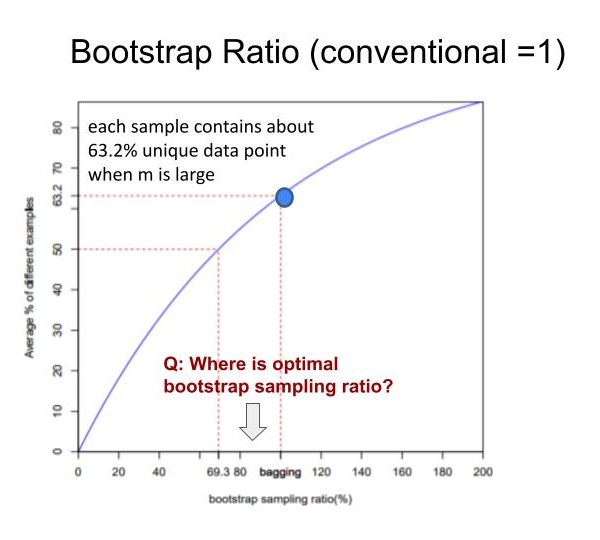 Bootstrap Ratio (conventional =1)
each sample contains about
63.2% unique data point
when m is large
Average % of different examples
80
70
63.2
50
40
30
20
10
0
Q: Where is optimal
bootstrap sampling ratio?
0 20 40 69.3 80 bagging 120 140 160 180 200
bootstrap sampling ratio(%)